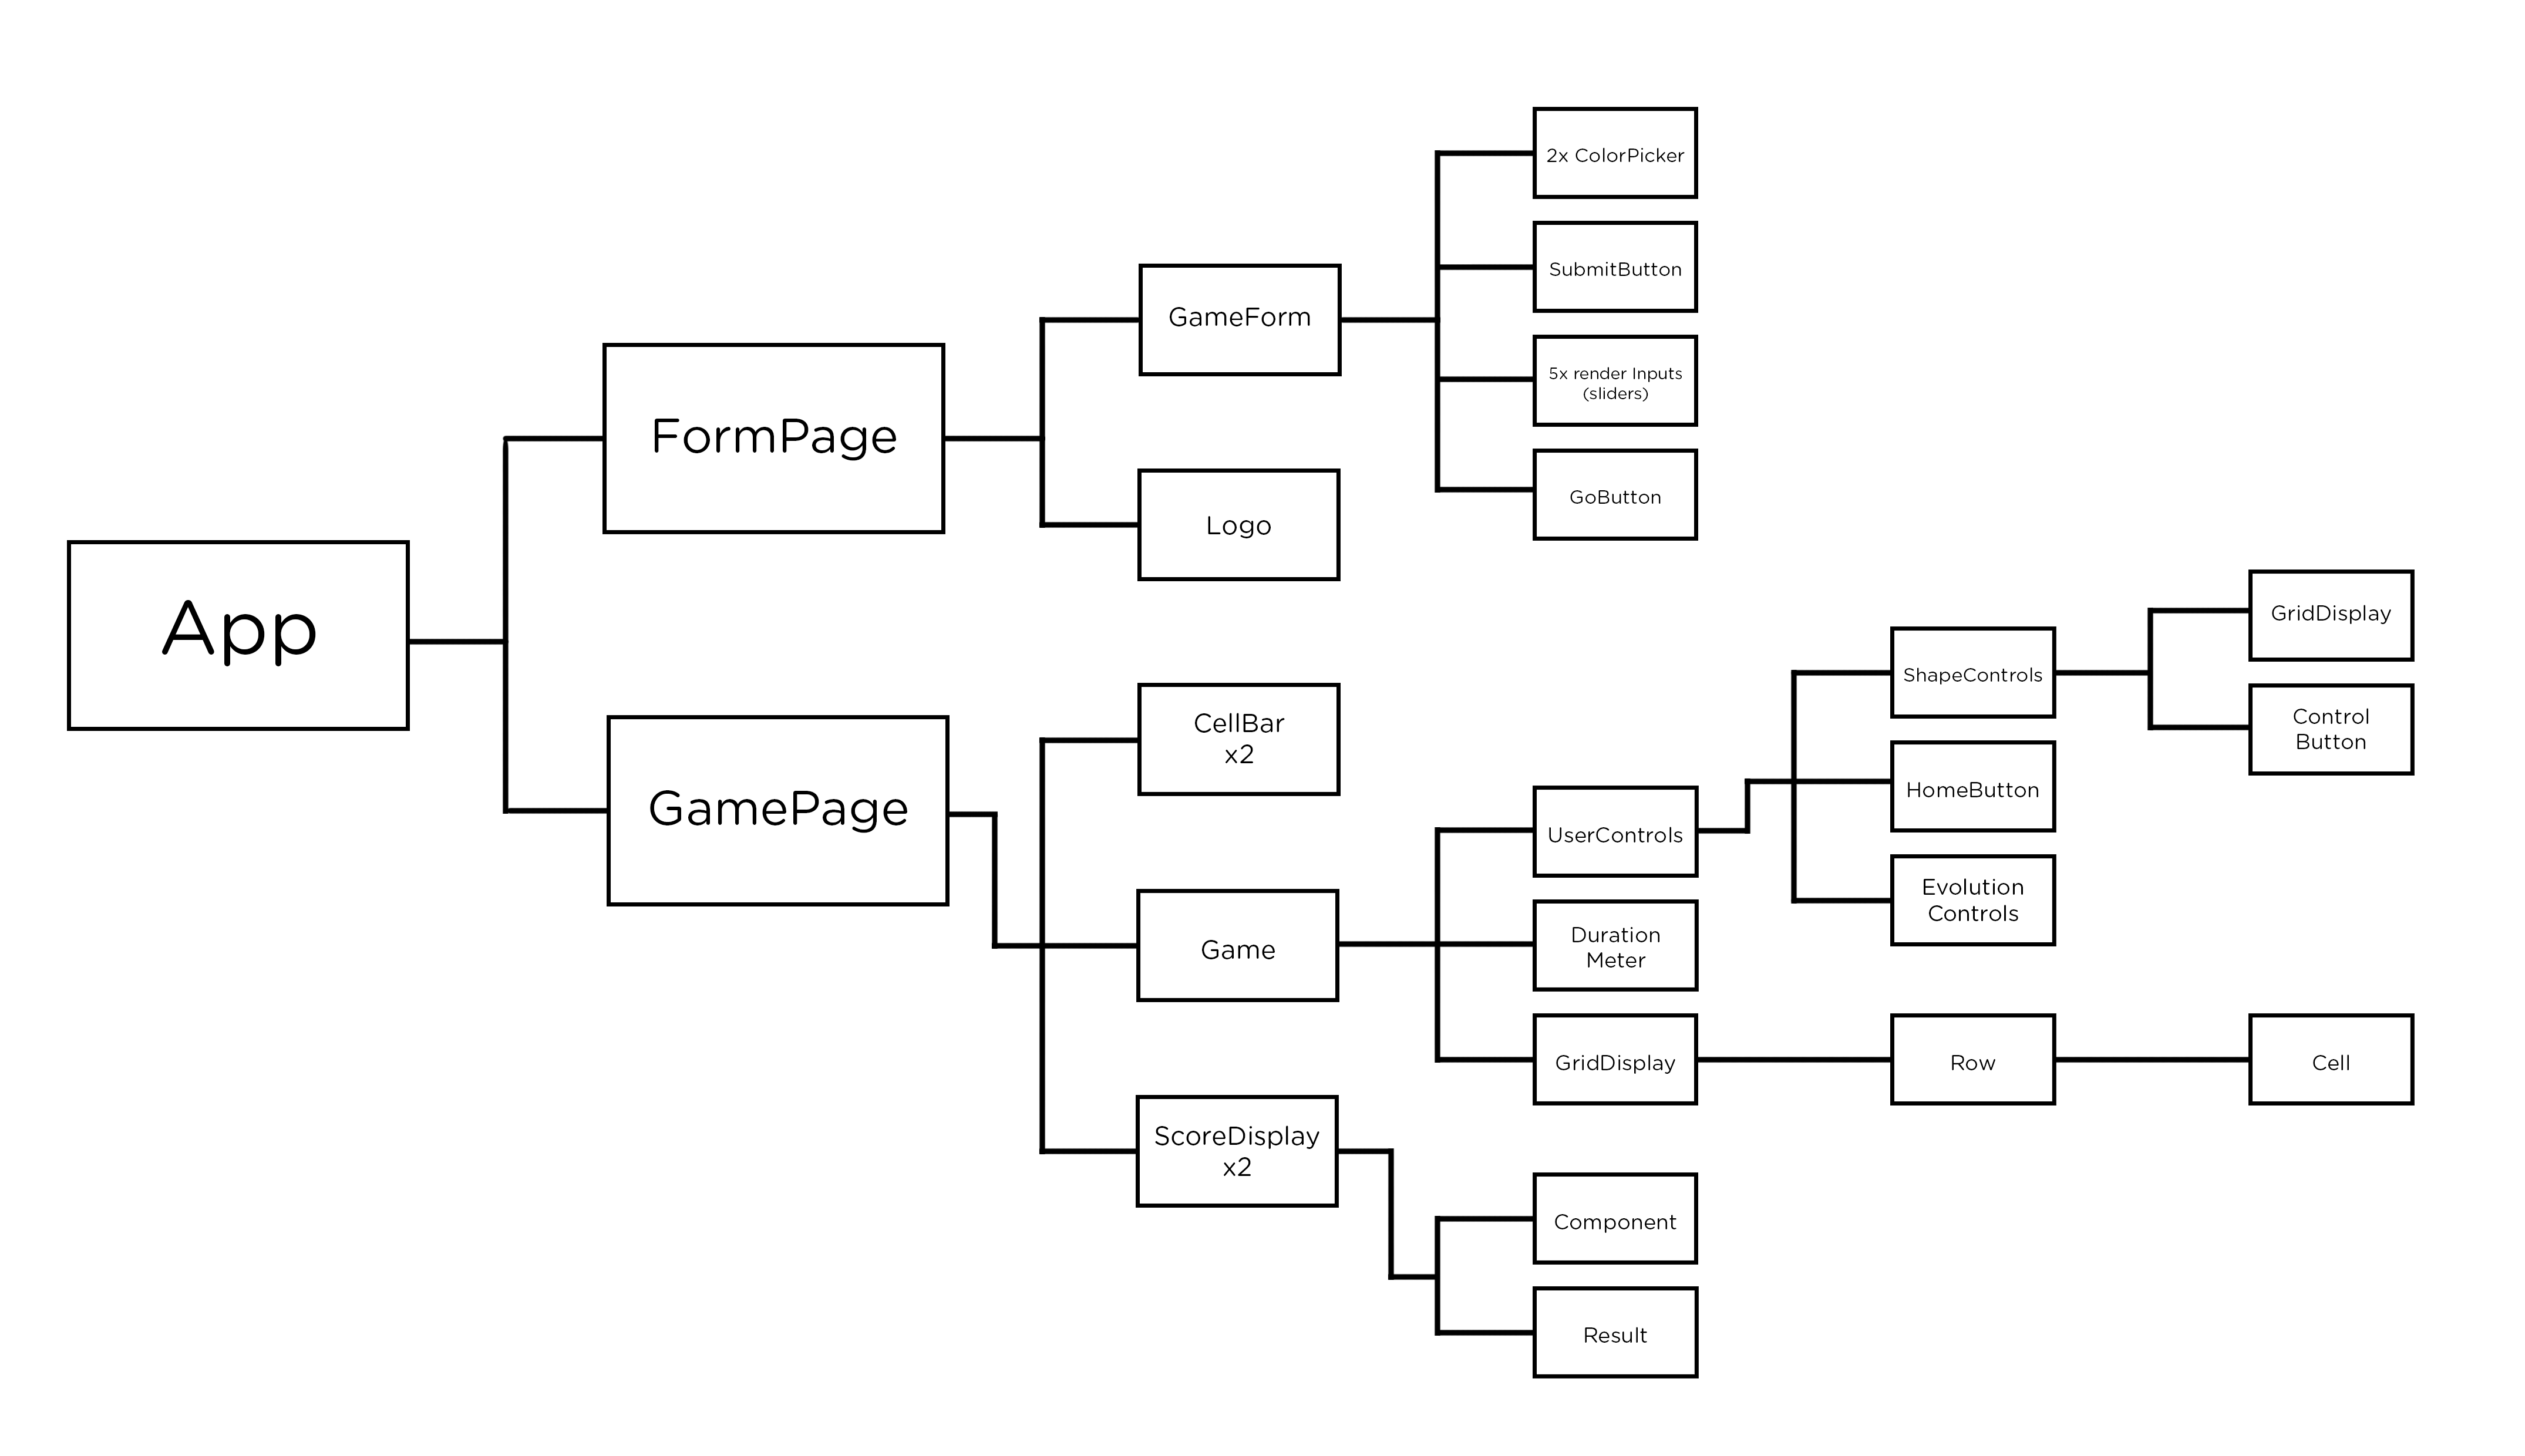 App
FormPage
GamePage
GameForm
Logo
CellBar
x2
Game
ScoreDisplay
x2
2x ColorPicker
SubmitButton
5x render Inputs
(sliders)
GoButton
UserControls
Duration
Meter
GridDisplay
Component
Result
ShapeControls
HomeButton
Evolution
Controls
Row
GridDisplay
Control
Button
Cell